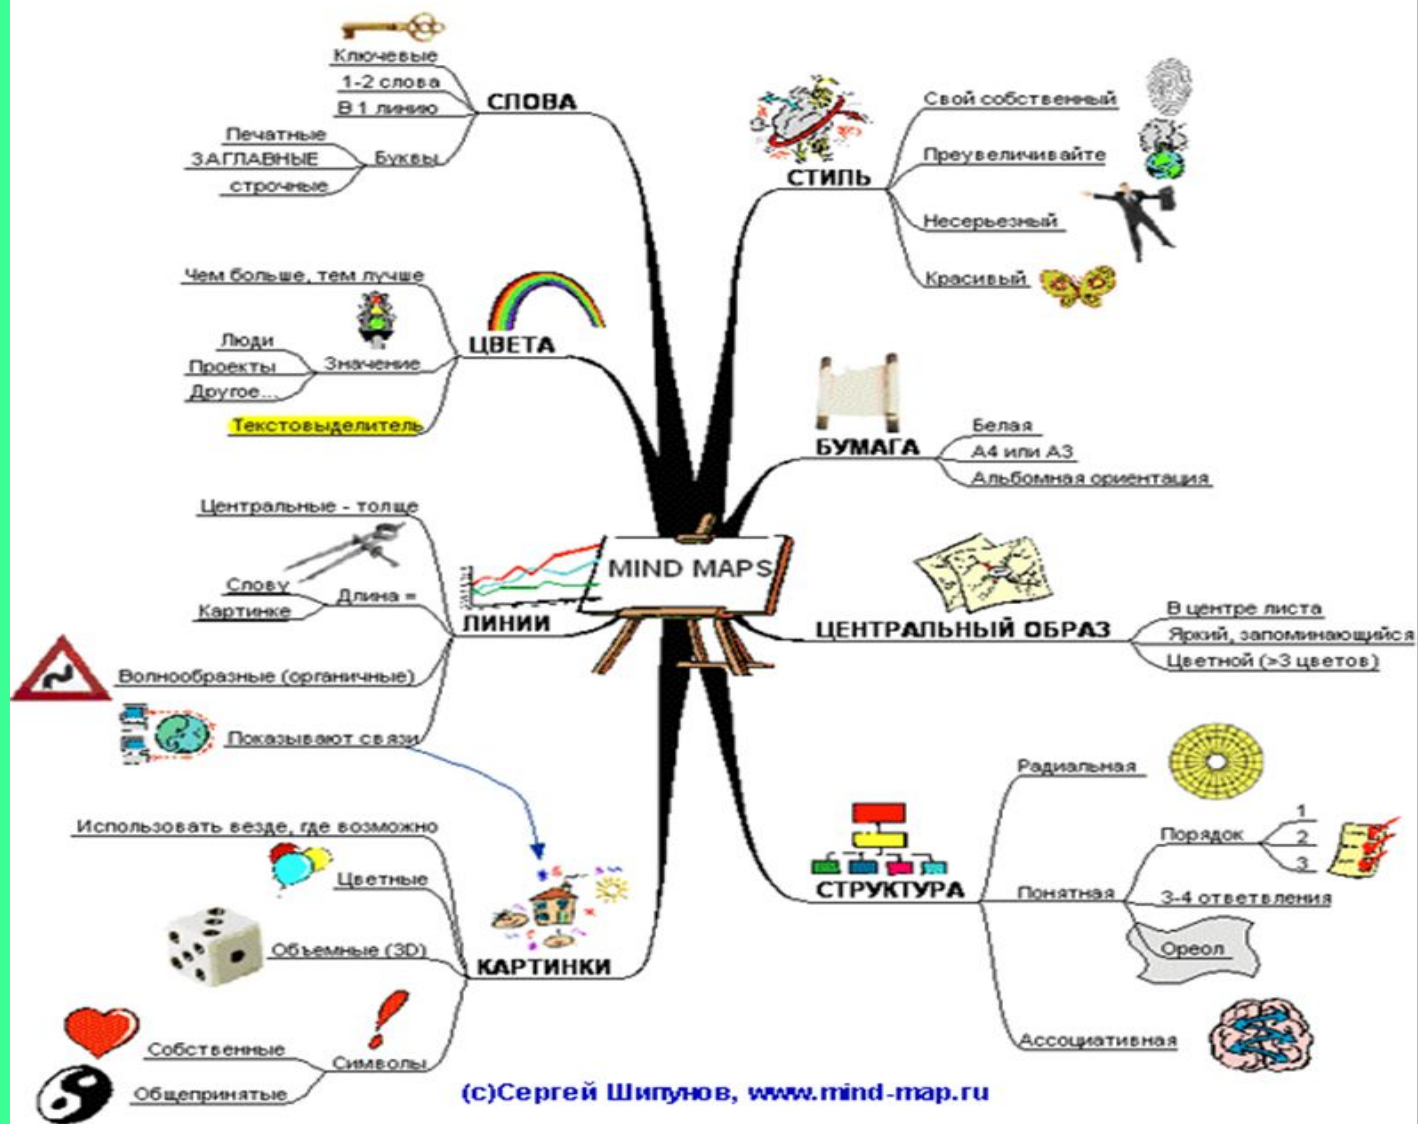 Ключевые
1-2 слова
В 1 линию
СЛОВА
Печатные
ЗАГЛАВНЫЕ
строчные
Буквы
Чем больше, тем лучше
ЦВЕТА
Люди
Проекты
Другое...
Значение
Текстовыделитель
Центральные - толще
Слову
Картинке
Длина =
ЛИНИИ
Волнообразные (органичные)
Показывают связи
Использовать везде, где возможно
Цветные
Объемные (3D)
КАРТИНКИ
Собственные
Общепринятые
Символы
MIND MAPS
СТИЛЬ
Свой собственный
Преувеличивайте
Несерьезный
Красивый
БУМАГА
Белая
А4 или А3
Альбомная ориентация
ЦЕНТРАЛЬНЫЙ ОБРАЗ
В центре листа
Яркий, запоминающийся
Цветной (>3 цветов)
СТРУКТУРА
Радиальная
Понятная
Порядок
1
2
3
3-4 ответвления
Ореол
Ассоциативная
(с)Сергей Шипунов, www.mind-map.ru